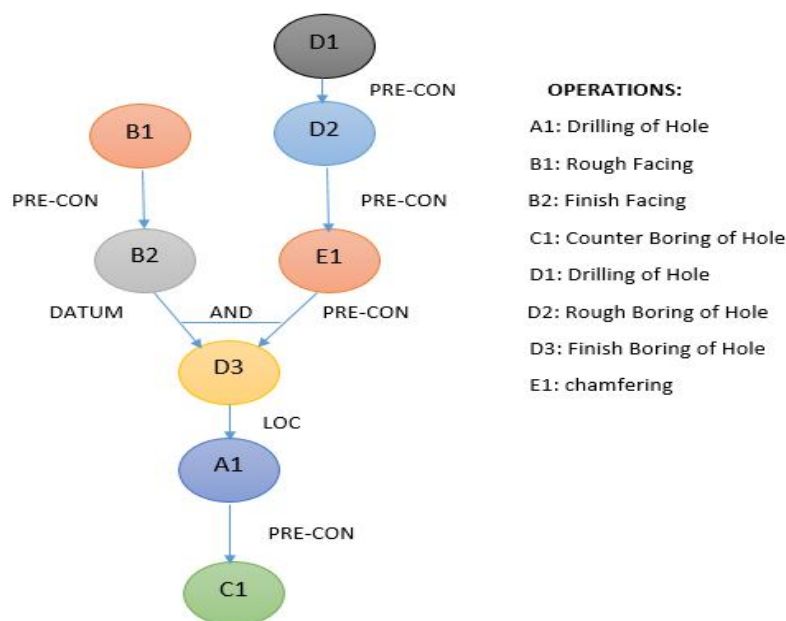 D1
PRE-CON
B1
D2
PRE-CON
PRE-CON
B2
E1
DATUM
AND
PRE-CON
D3
LOC
A1
PRE-CON
C1
OPERATIONS:
A1: Drilling of Hole
B1: Rough Facing
B2: Finish Facing
C1: Counter Boring of Hole
D1: Drilling of Hole
D2: Rough Boring of Hole
D3: Finish Boring of Hole
E1: chamfering